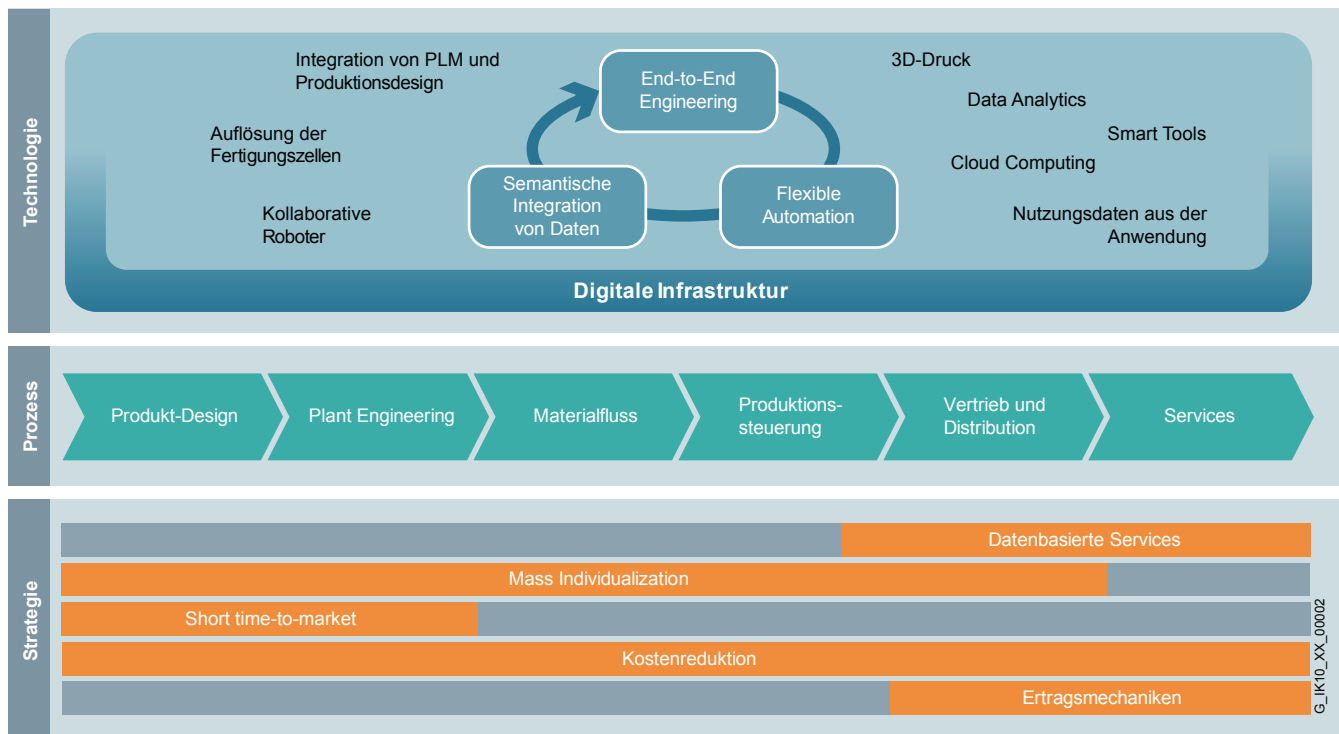 Technologie
Integration von PLM und
Produktionsdesign
Auflösung der
Fertigungszellen
Kollaborative
Roboter
End-to-End
Engineering
Semantische
Integration
von Daten
Flexible
Automation
3D-Druck
Data Analytics
Smart Tools
Cloud Computing
Nutzungsdaten aus der
Anwendung
Digitale Infrastruktur
Prozess
Produkt-Design
Plant Engineering
Materialfluss
Produktions-
steuerung
Vertrieb und
Distribution
Services
Strategie
Datenbasierte Services
Mass Individualization
Short time-to-market
Kostenreduktion
Ertragsmechaniken
G_IK10_XX_00002